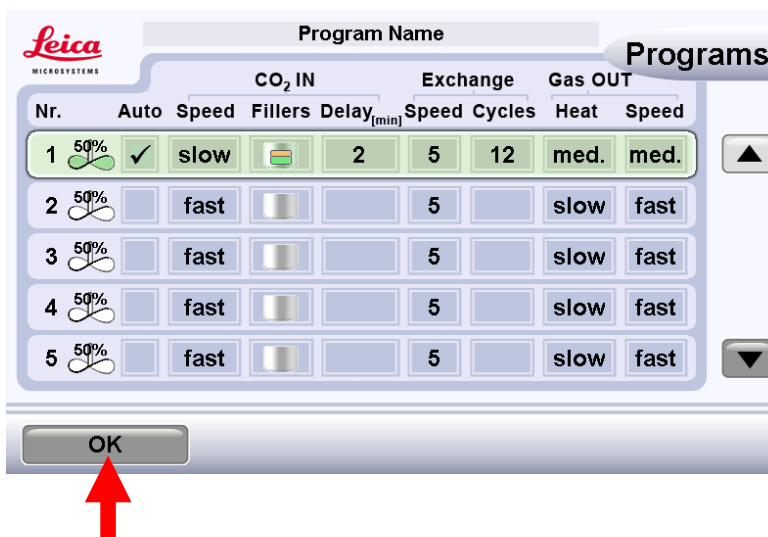 Leica
MICROSYSTEMS
Program Name
Programs
CO₂ IN Exchange Gas OUT
Nr. Auto Speed Fillers Delay[min] Speed Cycles Heat Speed
1 50% ✓ slow 2 5 12 med. med.
2 50% fast 5 slow fast
3 50% fast 5 slow fast
4 50% fast 5 slow fast
5 50% fast 5 slow fast
OK